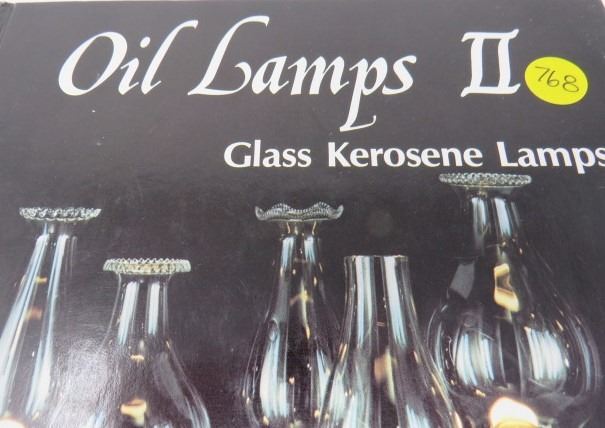 Oil Lamps II
768
Glass Kerosene Lamps